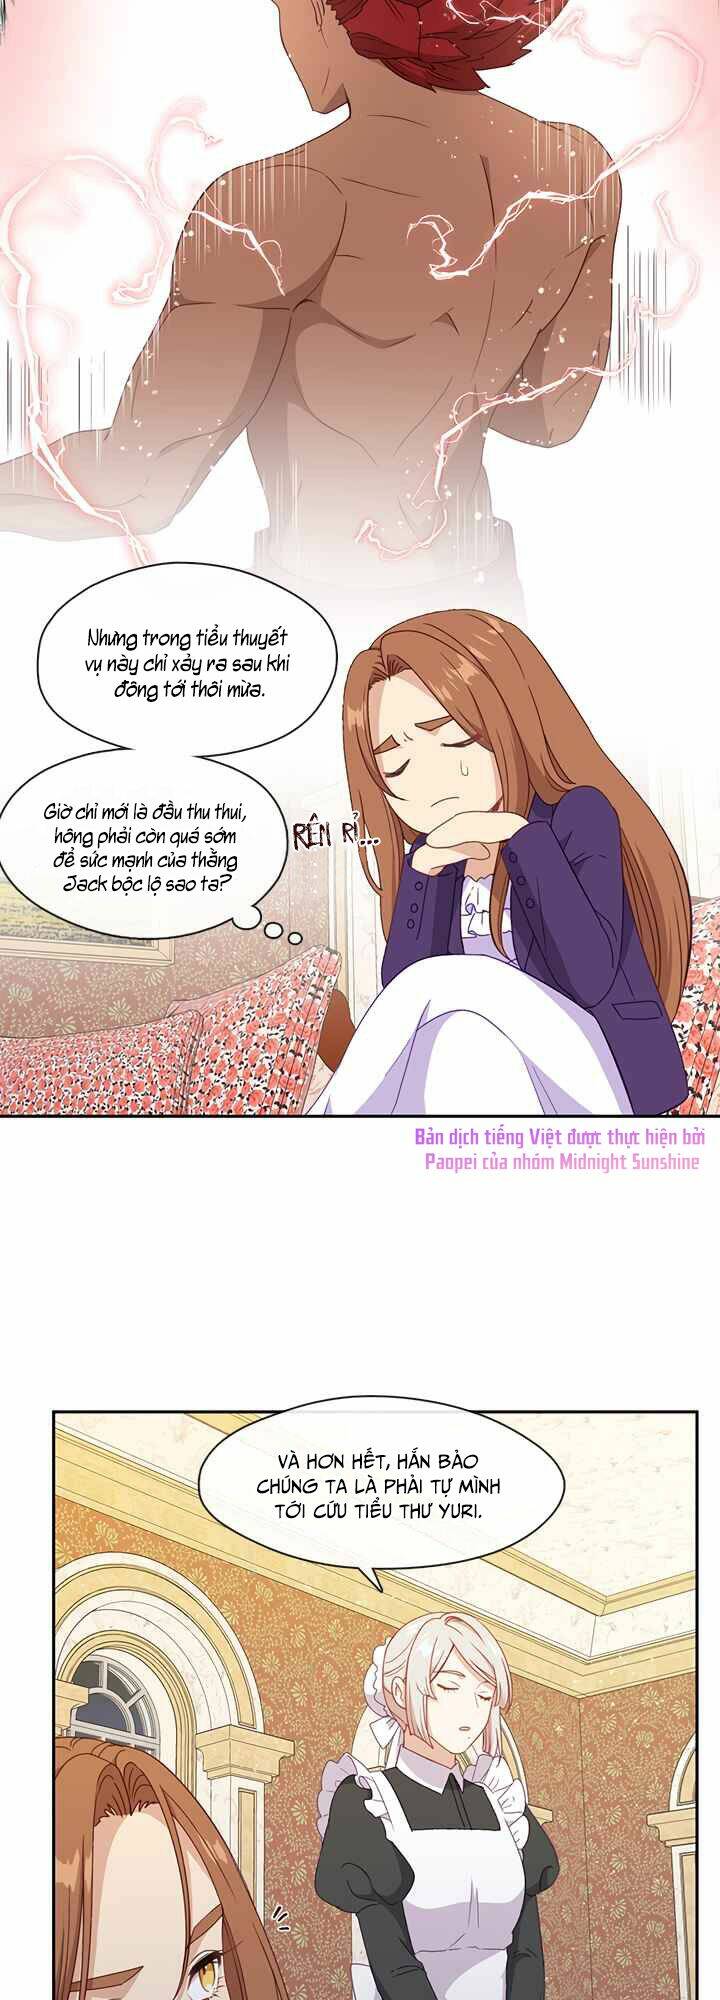 Nhưng trong tiểu thuyết
vụ này chỉ xảy ra sau khi
đông tới thôi mừa.
Giờ chỉ mới là đầu thu thui,
hông phải còn quá sớm
để sức mạnh của thằng
Jack bộc lộ sao ta?
RÊN RỈ...
Bản dịch tiếng Việt được thực hiện bởi
Paopei của nhóm Midnight Sunshine
VÀ HƠN HẾT, HẮN BẢO
CHÚNG TA LÀ PHẢI TỰ MÌNH
TỚI CỨU TIỂU THƯ YURI.